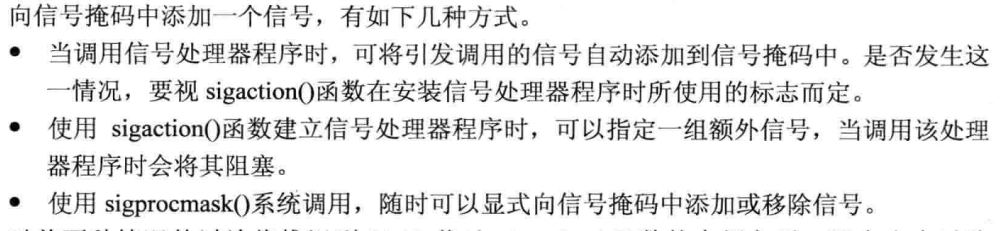 向信号掩码中添加一个信号，有如下几种方式。
● 当调用信号处理器程序时，可将引发调用的信号自动添加到信号掩码中。是否发生这
一情况，要视 sigaction()函数在安装信号处理器程序时所使用的标志而定。
● 使用 sigaction()函数建立信号处理器程序时，可以指定一组额外信号，当调用该处理
器程序时会将其阻塞。
● 使用 sigprocmask()系统调用，随时可以显式向信号掩码中添加或移除信号。